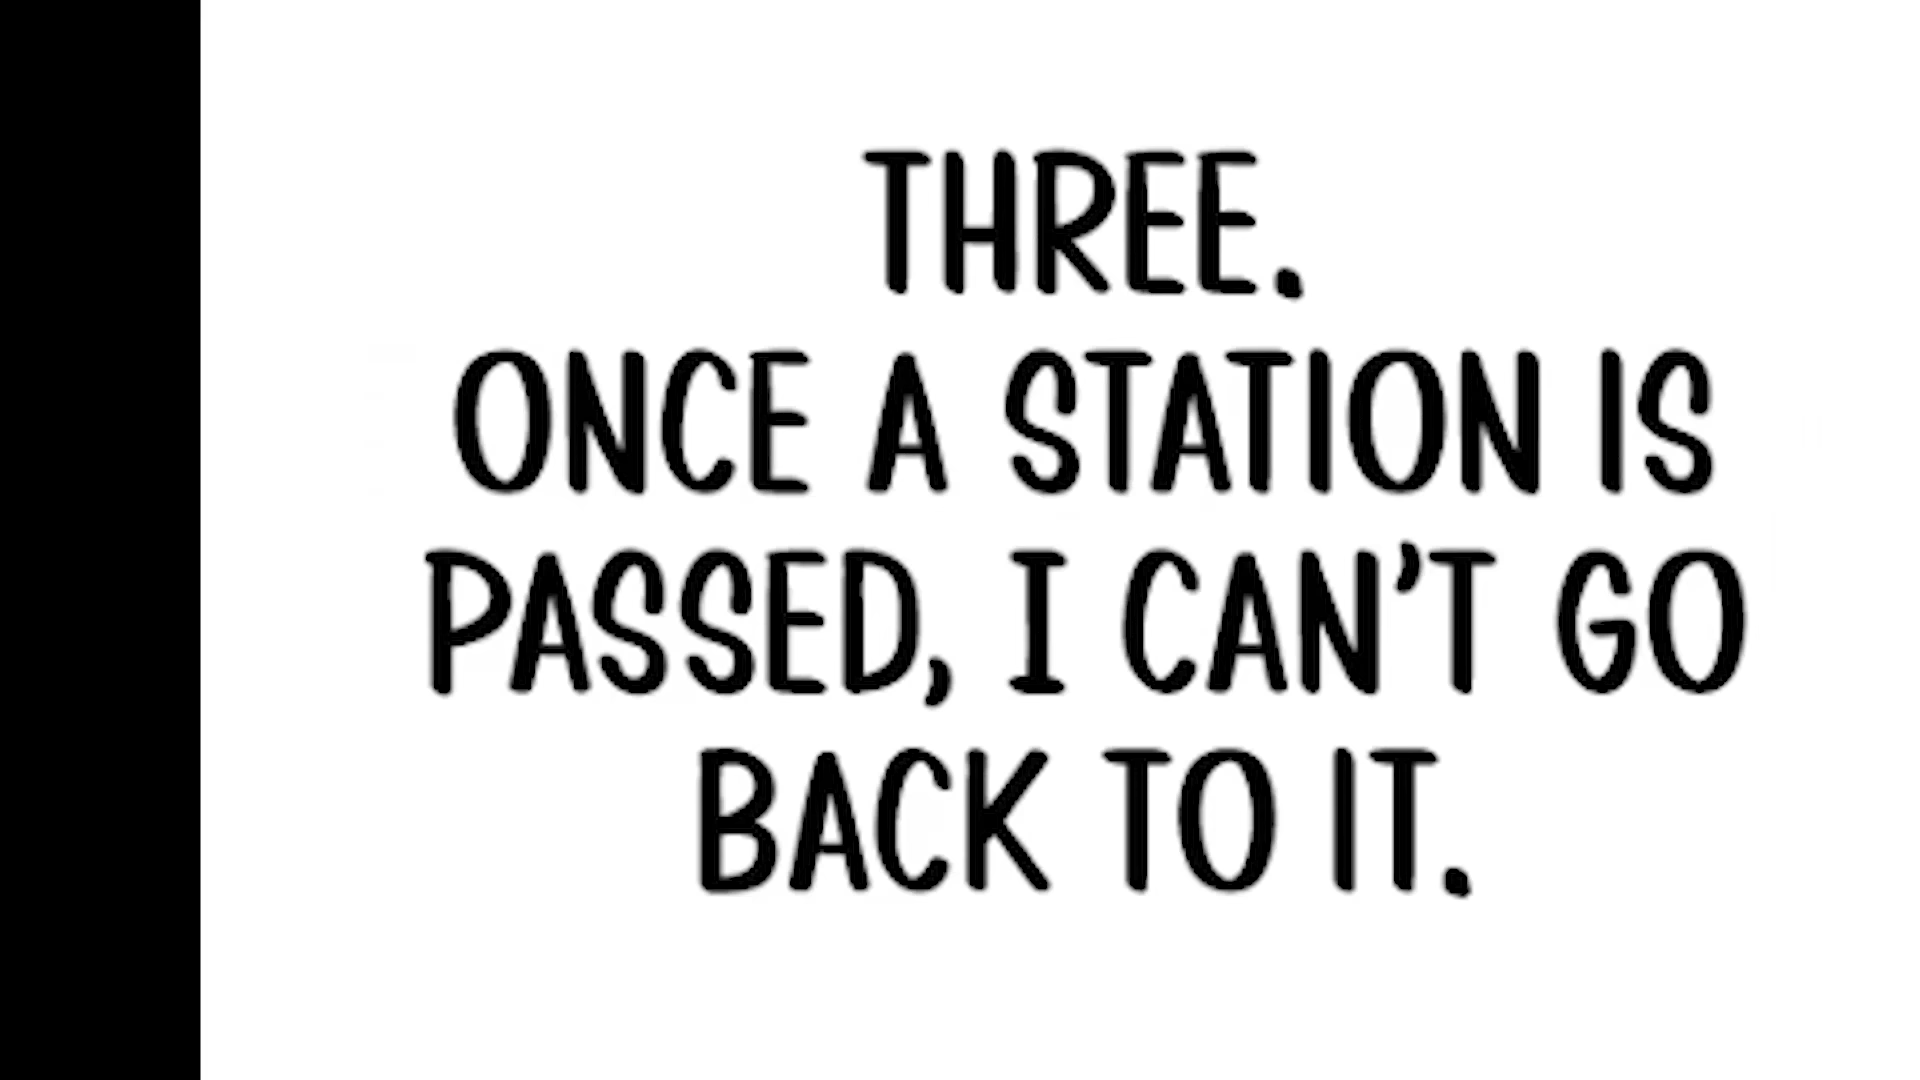 THREE.
ONCE A STATION IS
PASSED, I CAN'T GO
BACK TO IT.